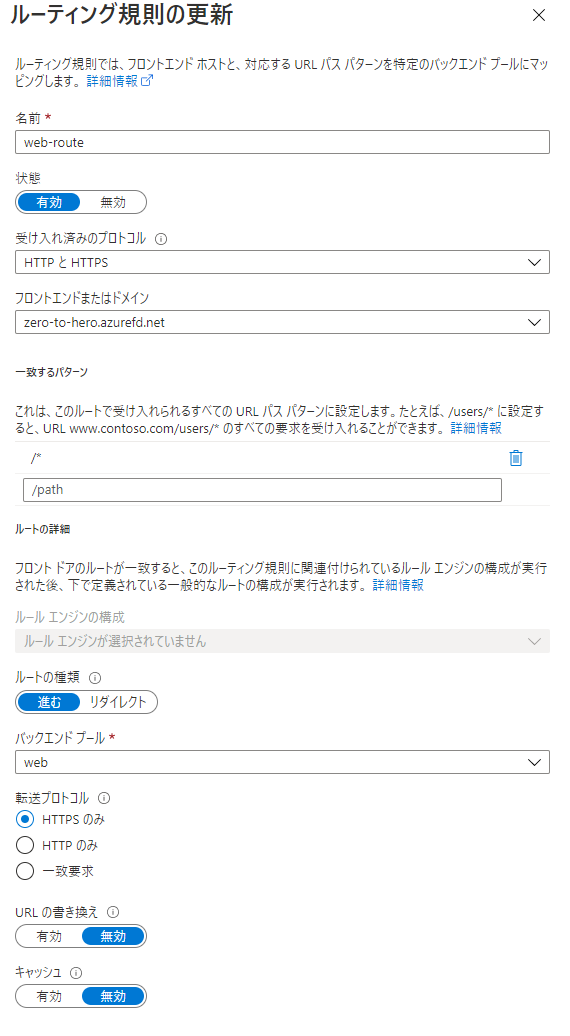 ルーティング規則の更新
ルーティング規則では、フロントエンド ホストと、対応する URL パス パターンを特定のバックエンド プールにマッ
ピングします。 詳細情報
名前 *
web-route
状態
有効 無効
受け入れ済みのプロトコル
HTTP と HTTPS
フロントエンドまたはドメイン
zero-to-hero.azurefd.net
一致するパターン
これは、このルートで受け入れられるすべての URL パス パターンに設定します。たとえば、/users/* に設定す
ると、URL www.contoso.com/users/* のすべての要求を受け入れることができます。 詳細情報
/*
/path
ルートの詳細
フロント ドアのルートが一致すると、このルーティング規則に関連付けられているルール エンジンの構成が実行
された後、下で定義されている一般的なルートの構成が実行されます。 詳細情報
ルール エンジンの構成
ルール エンジンが選択されていません
ルートの種類
進む リダイレクト
バックエンド プール *
web
転送プロトコル
HTTPS のみ
HTTP のみ
一致要求
URL の書き換え
有効 無効
キャッシュ
有効 無効